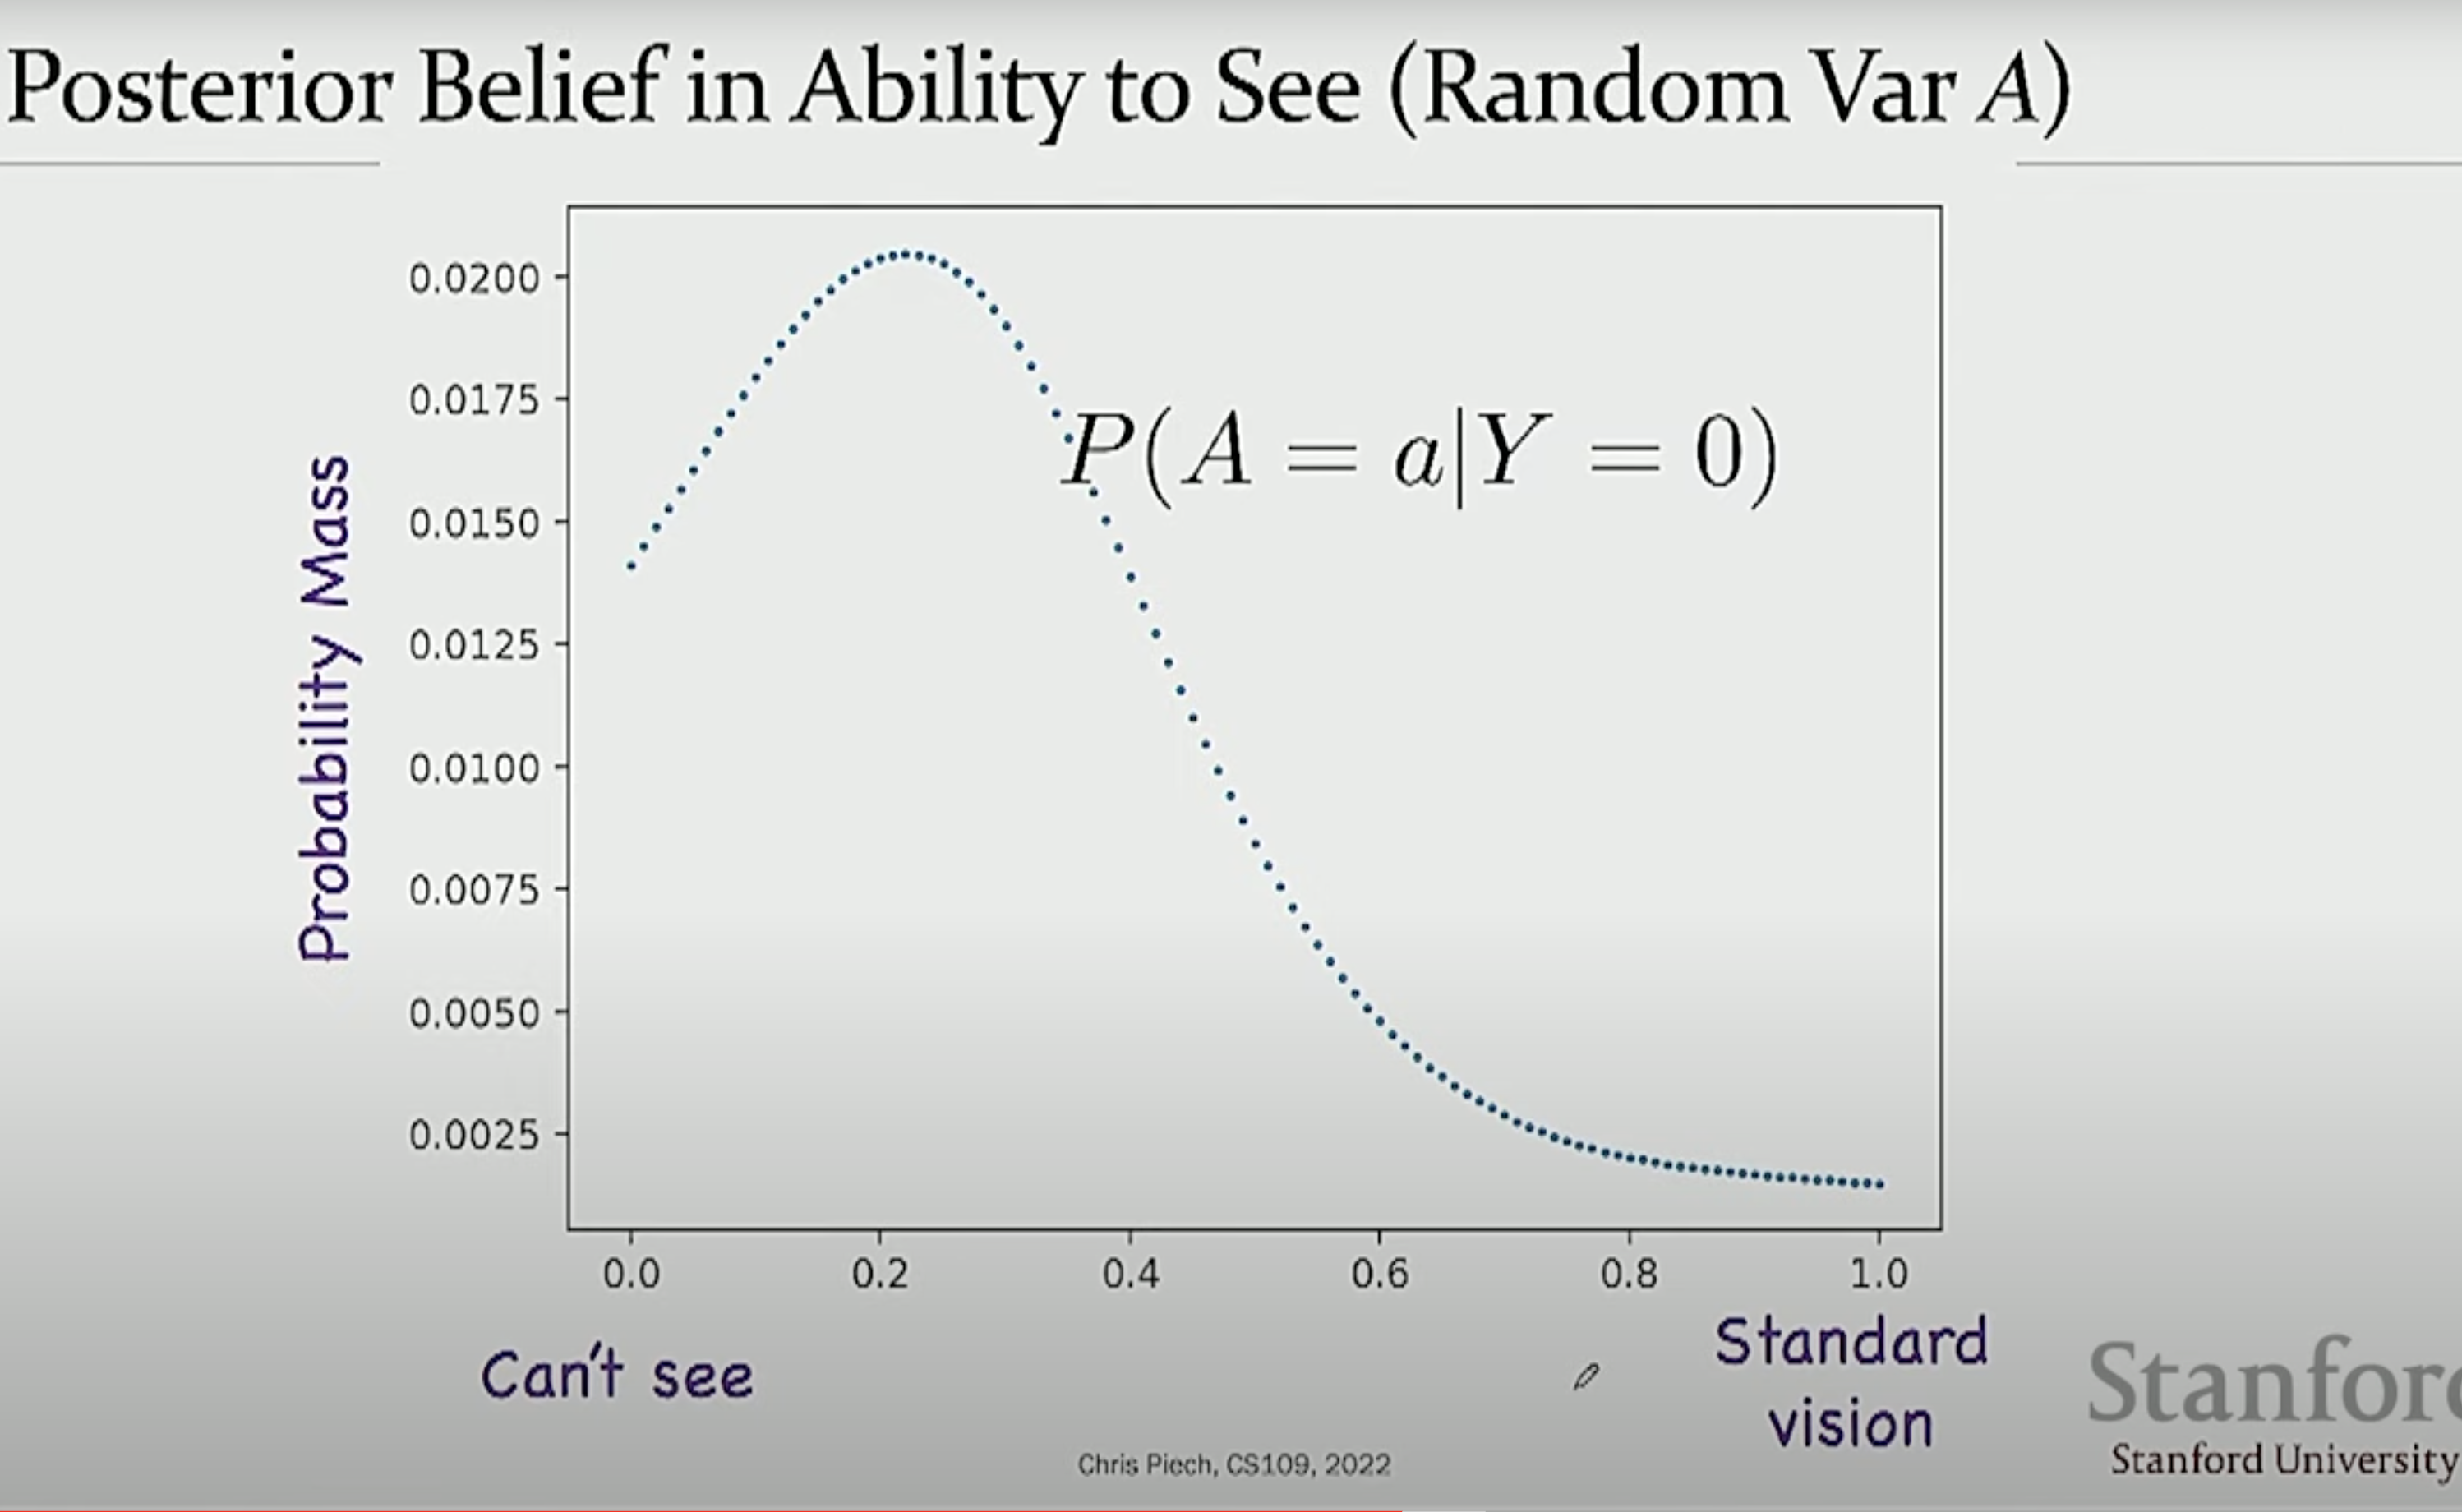 Posterior Belief in Ability to See (Random Var A)
0.0200
0.0175
P(A = a|Y = 0)
0.0150
0.0125
0.0100
0.0075
0.0050
0.0025
Probability Mass
0.0 0.2 0.4 0.6 0.8 1.0
Can't see
Standard
vision
Chris Piech, CS109, 2022
Stanford University